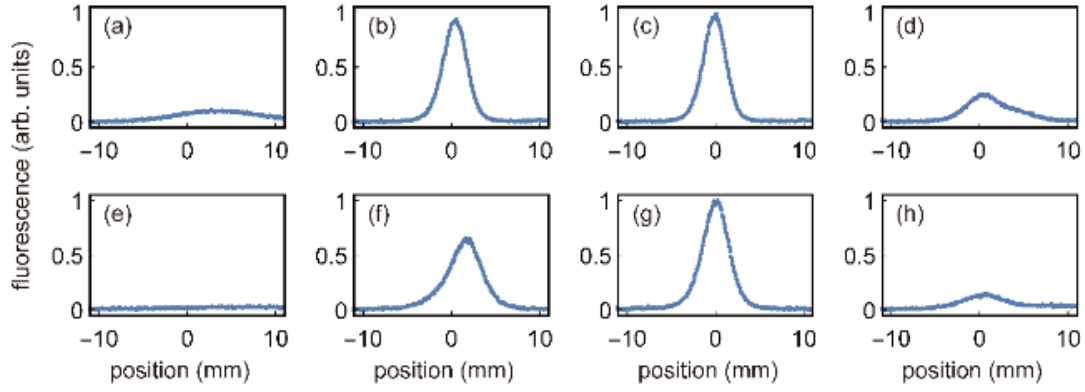 fluorescence (arb. units)
(a) (b) (c) (d)
1 1 1 1
0.5 0.5 0.5 0.5
0 0 0 0
−10 0 10 −10 0 10 −10 0 10 −10 0 10
(e) (f) (g) (h)
1 1 1 1
0.5 0.5 0.5 0.5
0 0 0 0
−10 0 10 −10 0 10 −10 0 10 −10 0 10
position (mm) position (mm) position (mm) position (mm)